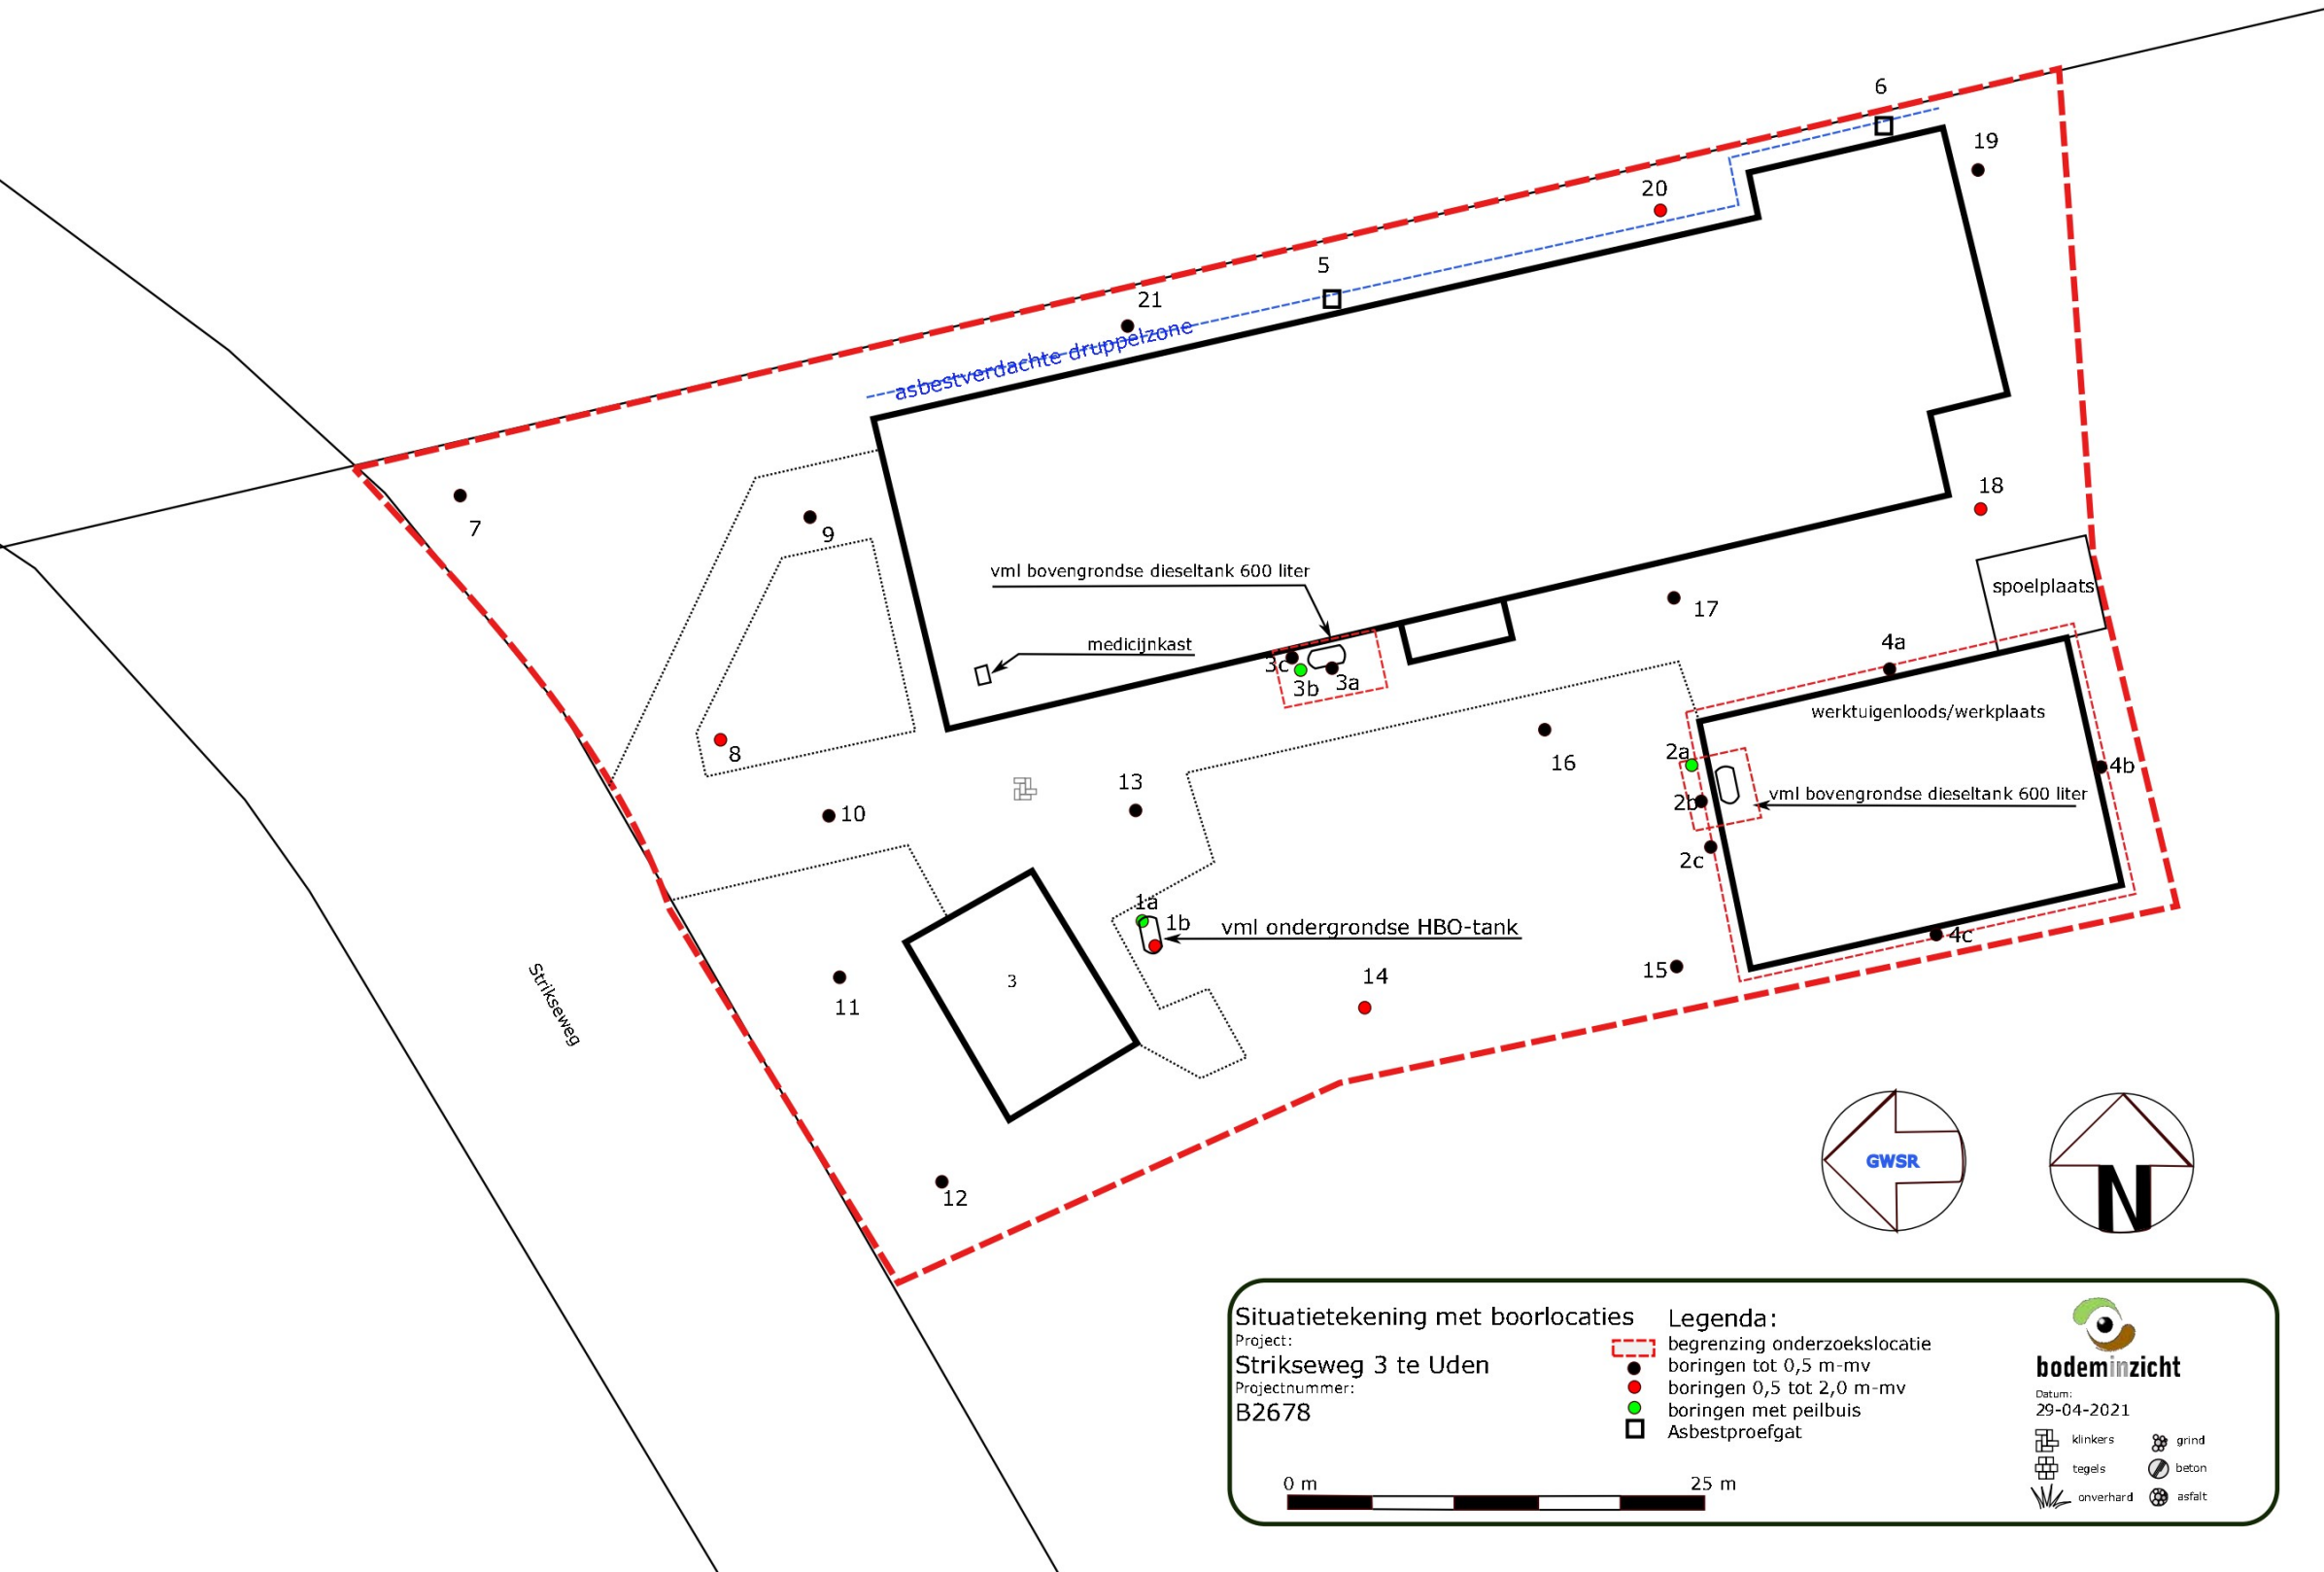 6
19
20
5
21
asbestverdachte druppelzone
7
9
18
vml bovengrondse dieseltank 600 liter
spoelplaats
17
medicijnkast
4a
3c
3b
3a
werktuigenloods/werkplaats
8
16
2a
4b
13
10
2b
vml bovengrondse dieseltank 600 liter
2c
1a
1b
vml ondergrondse HBO-tank
4c
15
14
3
11
Strikseweg
12
GWSR
N
Situatietekening met boorlocaties
Project:
Strikseweg 3 te Uden
Projectnummer:
B2678
0 m
25 m
Legenda:
begrenzing onderzoekslocatie
boringen tot 0,5 m-mv
boringen 0,5 tot 2,0 m-mv
boringen met peilbuis
Asbestproefgat
bodeminzicht
Datum:
29-04-2021
klinkers
grind
tegels
beton
onverhard
asfalt